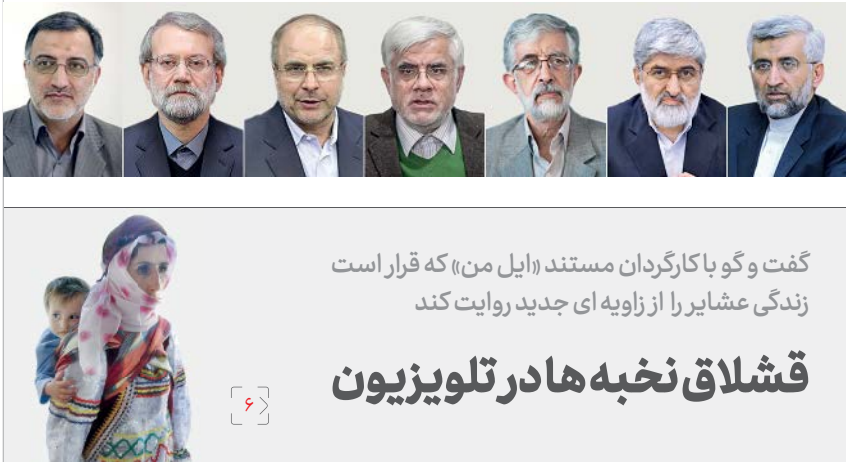 گفت و گو با کارگردان مستند «ایل من» که قرار است
زندگی عشایر را از زاویه ای جدید روایت کند
قشلاق نخبه ها در تلویزیون
۶